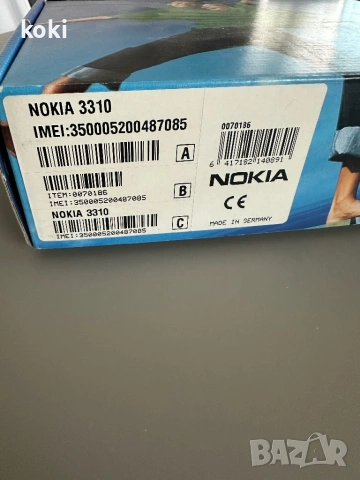 koki
NOKIA 3310
IMEI:350005200487085
A
ITEM:0070186
IMEI:350005200487085
B
NOKIA 3310
IMEI:350005200487085
C
0070186
6 417182 140891
NOKIA
CE
MADE IN GERMANY
BAZAR